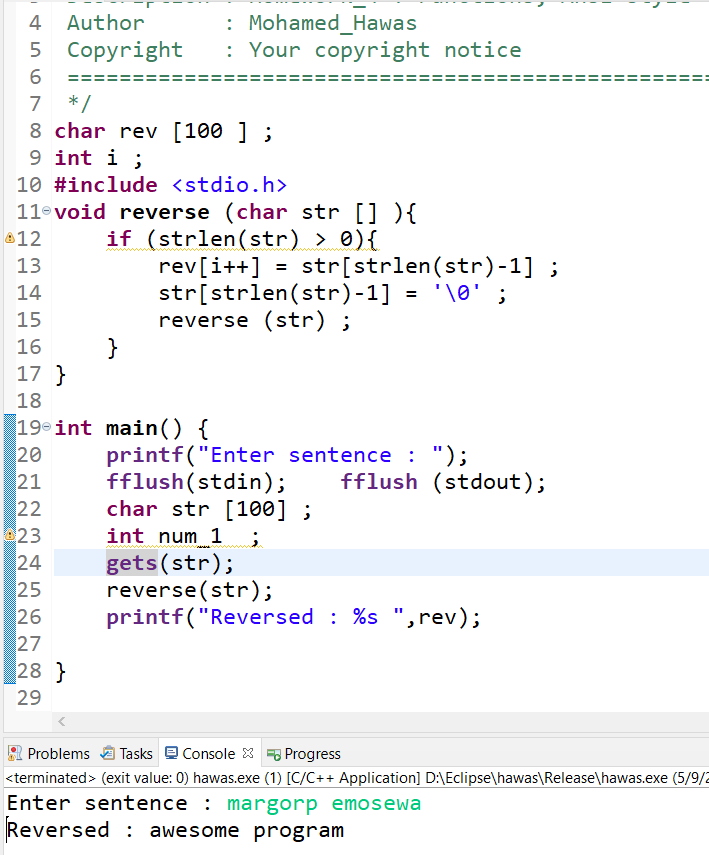 4 Author : Mohamed_Hawas
5 Copyright : Your copyright notice
6 =================================================
7 */
8 char rev [100 ] ;
9 int i ;
10 #include <stdio.h>
11 void reverse (char str [] ){
12 if (strlen(str) > 0){
13 rev[i++] = str[strlen(str)-1] ;
14 str[strlen(str)-1] = '\0' ;
15 reverse (str) ;
16 }
17 }
18
19 int main() {
20 printf("Enter sentence : ");
21 fflush(stdin); fflush (stdout);
22 char str [100] ;
23 int num_1 ;
24 gets(str);
25 reverse(str);
26 printf("Reversed : %s ",rev);
27
28 }
29
Problems Tasks Console Progress
<terminated> (exit value: 0) hawas.exe (1) [C/C++ Application] D:\Eclipse\hawas\Release\hawas.exe (5/9/2
Enter sentence : margorp emosewa
Reversed : awesome program